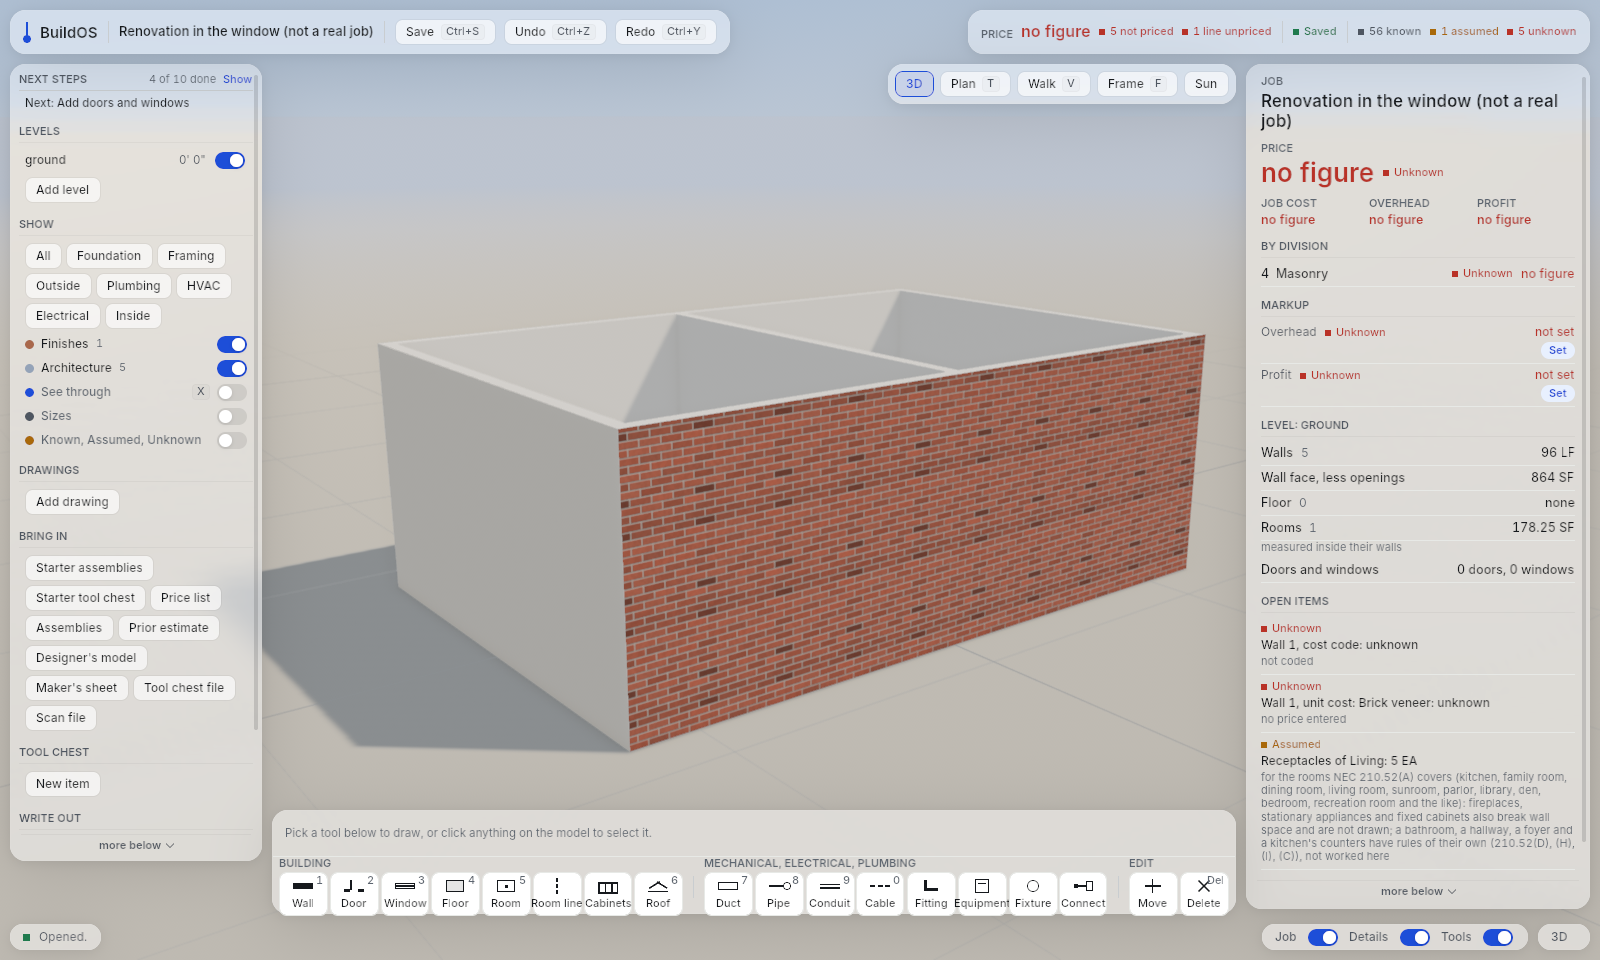 BuildOS
Renovation in the window (not a real job)
Save Ctrl+S
Undo Ctrl+Z
Redo Ctrl+Y
PRICE no figure 5 not priced 1 line unpriced Saved 56 known 1 assumed 5 unknown
NEXT STEPS 4 of 10 done Show
Next: Add doors and windows
LEVELS
ground 0' 0"
Add level
SHOW
All Foundation Framing
Outside Plumbing HVAC
Electrical Inside
Finishes 1
Architecture 5
See through X
Sizes
Known, Assumed, Unknown
DRAWINGS
Add drawing
BRING IN
Starter assemblies
Starter tool chest Price list
Assemblies Prior estimate
Designer's model
Maker's sheet Tool chest file
Scan file
TOOL CHEST
New item
WRITE OUT
more below
Opened.
3D Plan T Walk V Frame F Sun
Pick a tool below to draw, or click anything on the model to select it.
BUILDING
1 2 3 4 5 6
Wall Door Window Floor Room Room line Cabinets Roof
MECHANICAL, ELECTRICAL, PLUMBING
7 8 9 0
Duct Pipe Conduit Cable Fitting Equipment Fixture Connect
EDIT
Del
Move Delete
JOB
Renovation in the window (not a real
job)
PRICE
no figure Unknown
JOB COST OVERHEAD PROFIT
no figure no figure no figure
BY DIVISION
4 Masonry Unknown no figure
MARKUP
Overhead Unknown not set
Set
Profit Unknown not set
Set
LEVEL: GROUND
Walls 5 96 LF
Wall face, less openings 864 SF
Floor 0 none
Rooms 1 178.25 SF
measured inside their walls
Doors and windows 0 doors, 0 windows
OPEN ITEMS
Unknown
Wall 1, cost code: unknown
not coded
Unknown
Wall 1, unit cost: Brick veneer: unknown
no price entered
Assumed
Receptacles of Living: 5 EA
for the rooms NEC 210.52(A) covers (kitchen, family room,
dining room, living room, sunroom, parlor, library, den,
bedroom, recreation room and the like): fireplaces,
stationary appliances and fixed cabinets also break wall
space and are not drawn; a bathroom, a hallway, a foyer and
a kitchen's counters have rules of their own (210.52(D), (H),
(I), (C)), not worked here
more below
Job Details Tools 3D